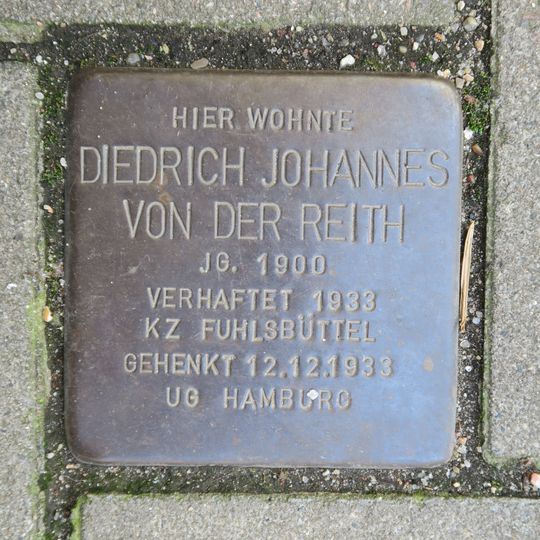 HIER WOHNTE
DIEDRICH JOHANNES
VON DER REITH
JG. 1900
VERHAFTET 1933
KZ FUHLSBÜTTEL
GEHENKT 12.12.1933
UG HAMBURG